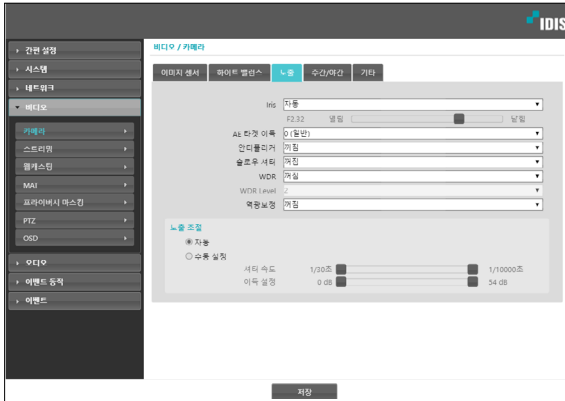 IDIS
간편 설정
시스템
네트워크
비디오
카메라
스트리밍
웹캐스팅
MAT
프라이버시 마스킹
PTZ
OSD
오디오
이벤트 동작
이벤트
비디오 / 카메라
이미지 센서 화이트 밸런스 노출 주간/야간 기타
Iris 자동
F2.32 열림 닫힘
AE 타겟 이득 0 (일반)
안티플리커 꺼짐
슬로우 셔터 꺼짐
WDR 꺼짐
WDR Level 2
역광보정 꺼짐
노출 조절
자동
수동 설정
셔터 속도 1/30초 1/10000초
이득 설정 0 dB 54 dB
저장